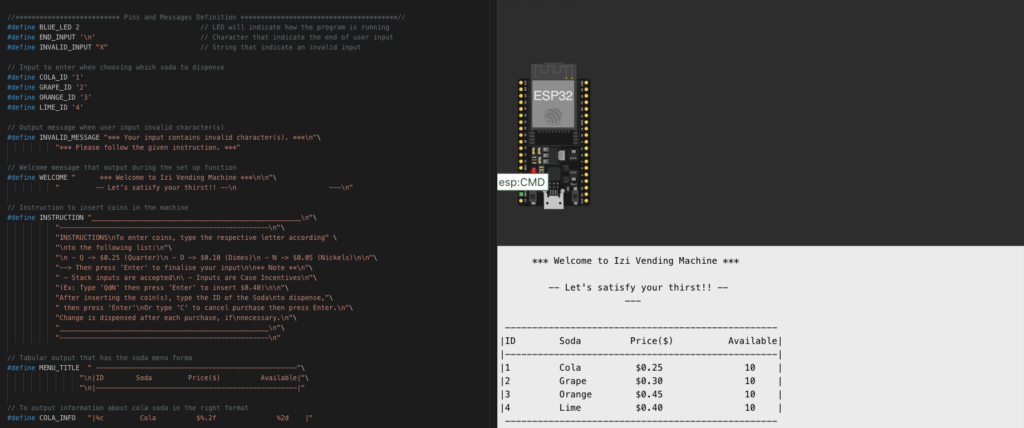 //************************** Pins and Messages Definition ***************************************//
#define BLUE_LED 2 // LED will indicate how the program is running
#define END_INPUT '\n' // Character that indicate the end of user input
#define INVALID_INPUT "X" // String that indicate an invalid input
// Input to enter when choosing which soda to dispense
#define COLA_ID '1'
#define GRAPE_ID '2'
#define ORANGE_ID '3'
#define LIME_ID '4'
// Output message when user input invalid character(s)
#define INVALID_MESSAGE "*** Your input contains invalid character(s). ***\n"\
"*** Please follow the given instruction. ***"
// Welcome meesage that output during the set up function
#define WELCOME " *** Welcome to Izi Vending Machine ***\n\n"\
" ~~ Let's satisfy your thirst!! ~~\n ~~~\n"
// Instruction to insert coins in the machine
#define INSTRUCTION "____________________________________________________\n"\
"~~~~~~~~~~~~~~~~~~~~~~~~~~~~~~~~~~~~~~~~~~~~~~~~~~~~\n"\
"INSTRUCTIONS\nTo enter coins, type the respective letter according" \
"\nto the following list:\n"\
"\n ~ Q ~> $0.25 (Quarter)\n ~ D ~> $0.10 (Dimes)\n ~ N ~> $0.05 (Nickels)\n\n"\
"~~> Then press 'Enter' to finalise your input\n\n** Note **\n"\
" ~ Stack inputs are accepted\n\ ~ Inputs are Case Incentives\n"\
"(Ex: Type 'QdN' then press 'Enter' to insert $0.40)\n\n"\
"After inserting the coin(s), type the ID of the Soda\nto dispense,"\
" then press 'Enter'\nOr type 'C' to cancel purchase then press Enter.\n"\
"Change is dispensed after each purchase, if\nnecessary.\n"\
"____________________________________________________\n"\
"~~~~~~~~~~~~~~~~~~~~~~~~~~~~~~~~~~~~~~~~~~~~~~~~~~~~\n"
// Tabular output that has the soda menu forma
#define MENU_TITLE " ~~~~~~~~~~~~~~~~~~~~~~~~~~~~~~~~~~~~~~~~~~~~~~~~~~~~"\
"\n|ID Soda Price($) Available|"\
"\n|~~~~~~~~~~~~~~~~~~~~~~~~~~~~~~~~~~~~~~~~~~~~~~~~~~~~|"
// To output information about cola soda in the right format
#define COLA_INFO "|%c Cola $%.2f %2d |"
ESP32
esp:CMD
*** Welcome to Izi Vending Machine ***
~~ Let's satisfy your thirst!! ~~
~~~
~~~~~~~~~~~~~~~~~~~~~~~~~~~~~~~~~~~~~~~~~~~~~~~~~~~~
|ID Soda Price($) Available|
|~~~~~~~~~~~~~~~~~~~~~~~~~~~~~~~~~~~~~~~~~~~~~~~~~~~~|
|1 Cola $0.25 10 |
|2 Grape $0.30 10 |
|3 Orange $0.45 10 |
|4 Lime $0.40 10 |
~~~~~~~~~~~~~~~~~~~~~~~~~~~~~~~~~~~~~~~~~~~~~~~~~~~~